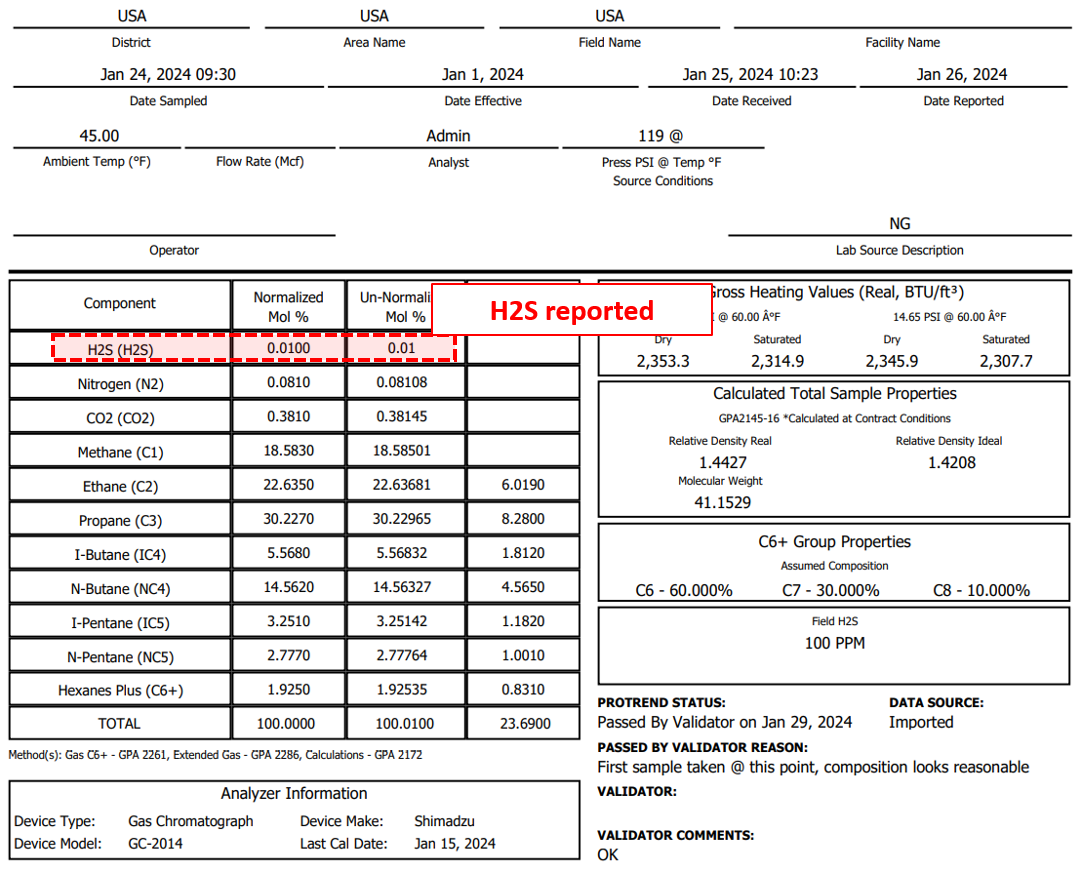 USA USA USA
District Area Name Field Name Facility Name
Jan 24, 2024 09:30 Jan 1, 2024 Jan 25, 2024 10:23 Jan 26, 2024
Date Sampled Date Effective Date Received Date Reported
45.00 Admin 119 @
Ambient Temp (°F) Flow Rate (Mcf) Analyst Press PSI @ Temp °F
Source Conditions
NG
Operator Lab Source Description
Component Normalized Mol % Un-Normali Mol %
H2S reported
H2S (H2S) 0.0100 0.01
Nitrogen (N2) 0.0810 0.08108
CO2 (CO2) 0.3810 0.38145
Methane (C1) 18.5830 18.58501
Ethane (C2) 22.6350 22.63681 6.0190
Propane (C3) 30.2270 30.22965 8.2800
I-Butane (IC4) 5.5680 5.56832 1.8120
N-Butane (NC4) 14.5620 14.56327 4.5650
I-Pentane (IC5) 3.2510 3.25142 1.1820
N-Pentane (NC5) 2.7770 2.77764 1.0010
Hexanes Plus (C6+) 1.9250 1.92535 0.8310
TOTAL 100.0000 100.0100 23.6900
Method(s): Gas C6+ - GPA 2261, Extended Gas - GPA 2286, Calculations - GPA 2172
Analyzer Information
Device Type: Gas Chromatograph Device Make: Shimadzu
Device Model: GC-2014 Last Cal Date: Jan 15, 2024
Gross Heating Values (Real, BTU/ft³)
@ 60.00 Â°F 14.65 PSI @ 60.00 Â°F
Dry Saturated Dry Saturated
2,353.3 2,314.9 2,345.9 2,307.7
Calculated Total Sample Properties
GPA2145-16 *Calculated at Contract Conditions
Relative Density Real Relative Density Ideal
1.4427 1.4208
Molecular Weight
41.1529
C6+ Group Properties
Assumed Composition
C6 - 60.000% C7 - 30.000% C8 - 10.000%
Field H2S
100 PPM
PROTREND STATUS: DATA SOURCE:
Passed By Validator on Jan 29, 2024 Imported
PASSED BY VALIDATOR REASON:
First sample taken @ this point, composition looks reasonable
VALIDATOR:
VALIDATOR COMMENTS:
OK